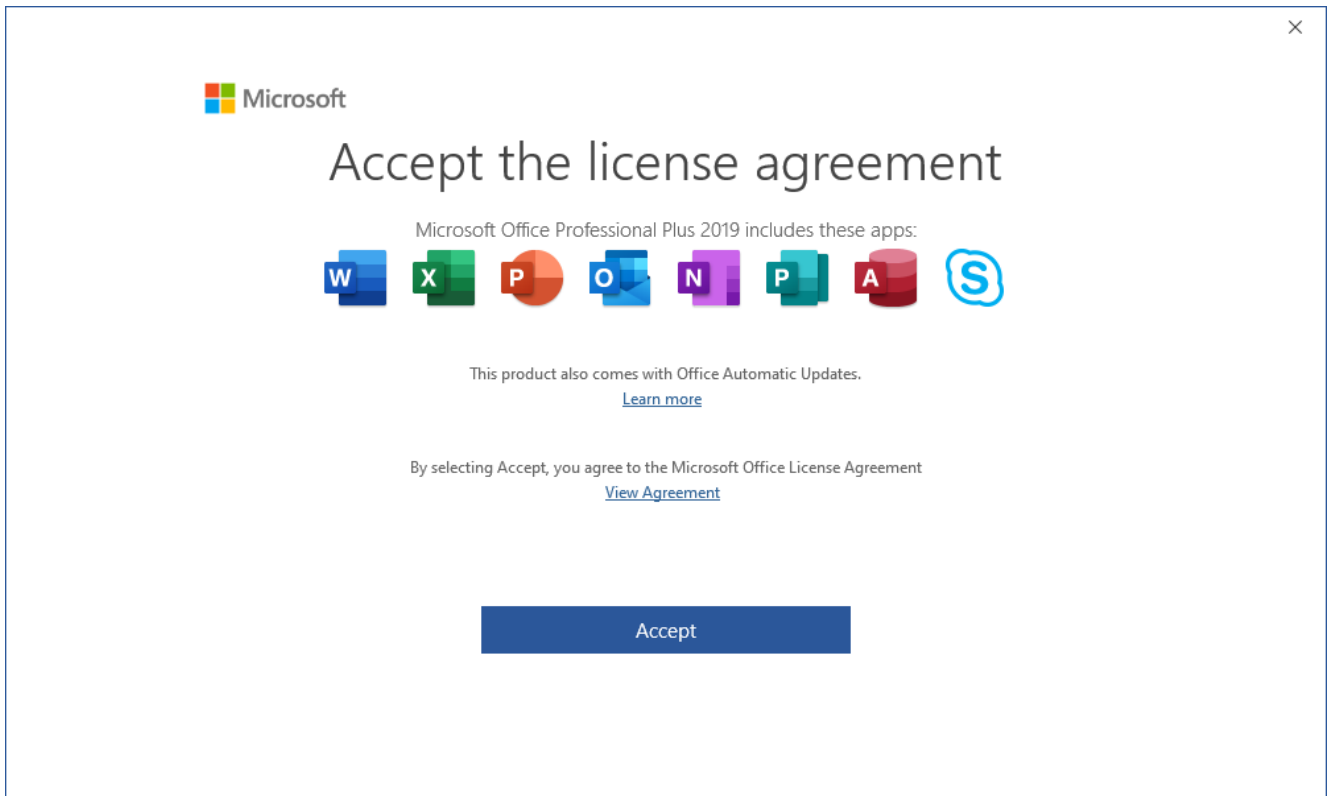 Microsoft
Accept the license agreement
Microsoft Office Professional Plus 2019 includes these apps:
W X P O N P A S
This product also comes with Office Automatic Updates.
Learn more
By selecting Accept, you agree to the Microsoft Office License Agreement
View Agreement
Accept